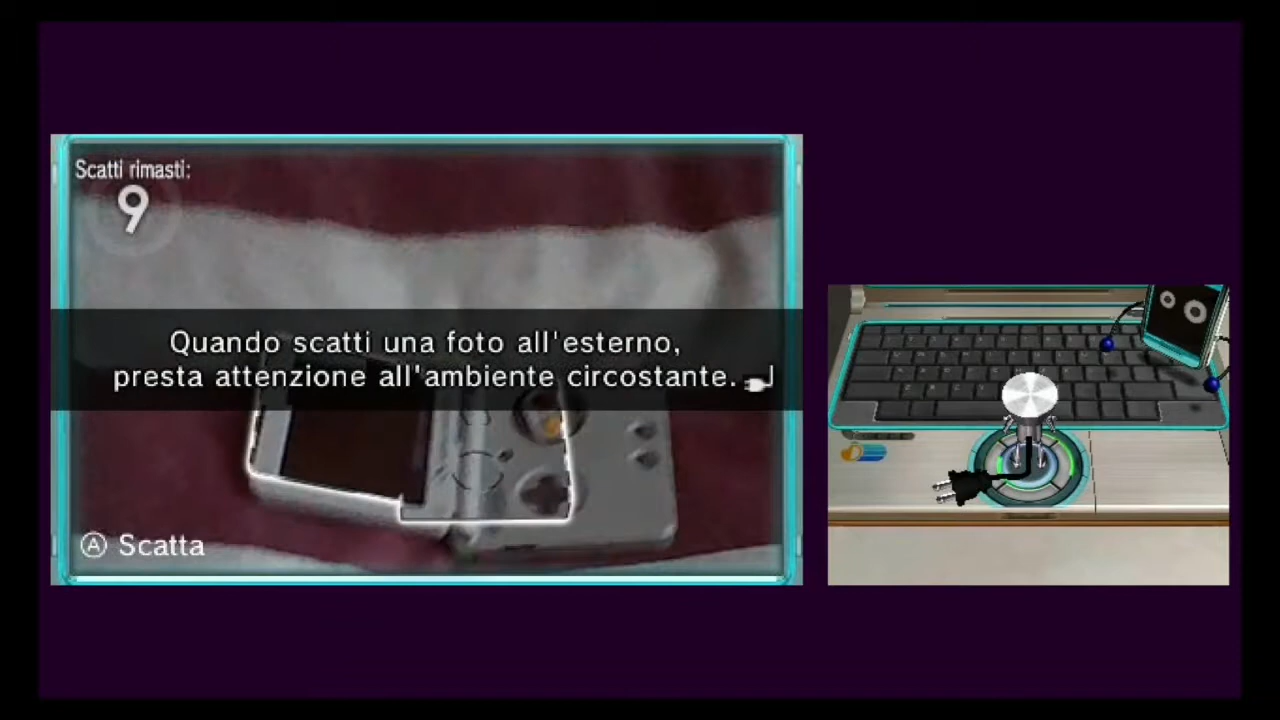 Scatti rimasti:
9
Quando scatti una foto all'esterno,
presta attenzione all'ambiente circostante.
Ⓐ Scatta